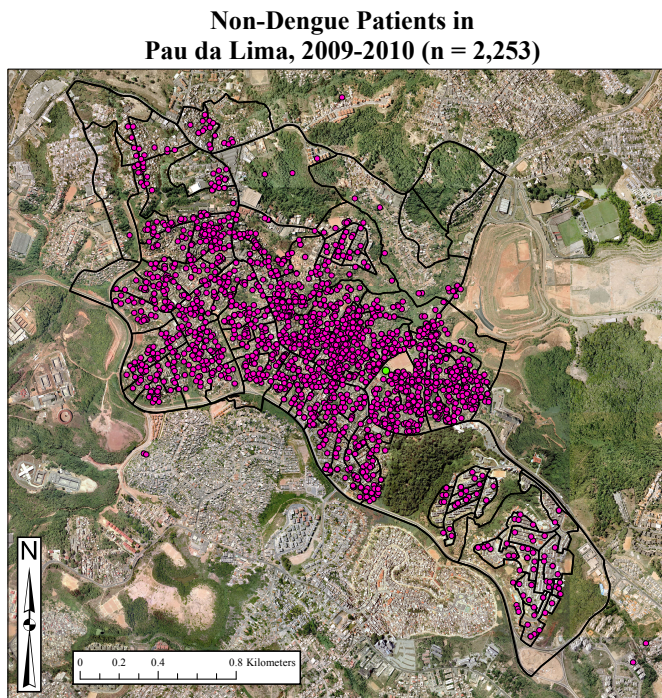 Non-Dengue Patients in
Pau da Lima, 2009-2010 (n = 2,253)
N
0 0.2 0.4 0.8 Kilometers